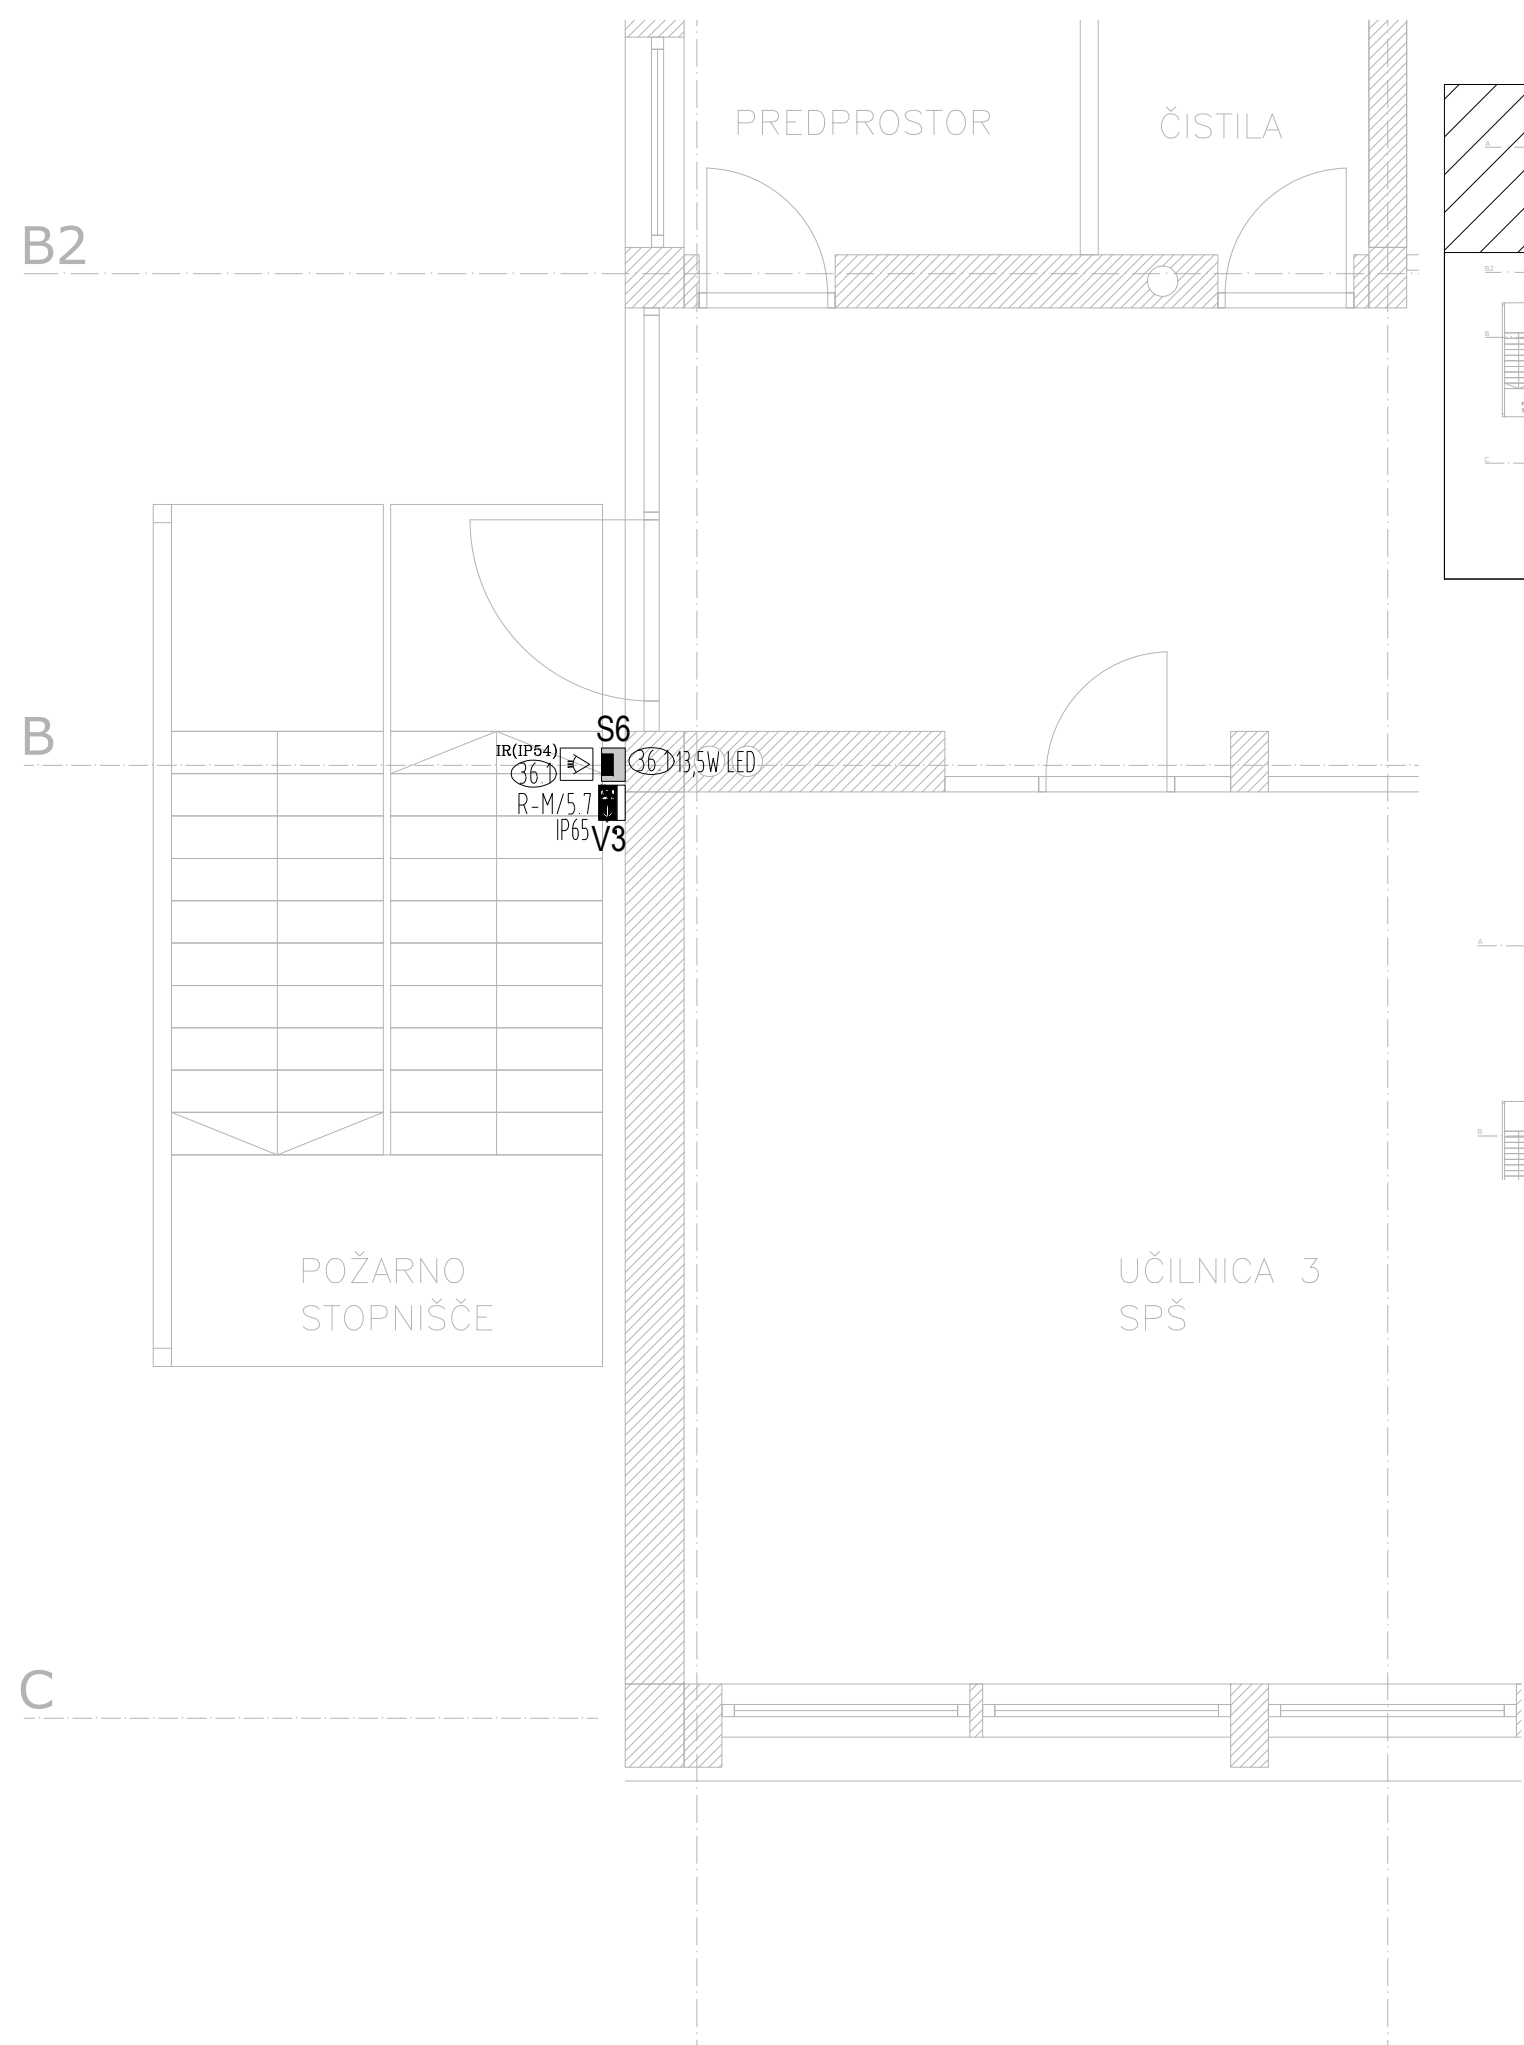 PREDPROSTOR
ČISTILA
A
B2
B2
B
C
B
S6
IR(IP54)
36.1
36.1
13,5W LED
R-M/5.7
IP65
V3
A
B
POŽARNO
STOPNIŠČE
UČILNICA 3
SPŠ
C